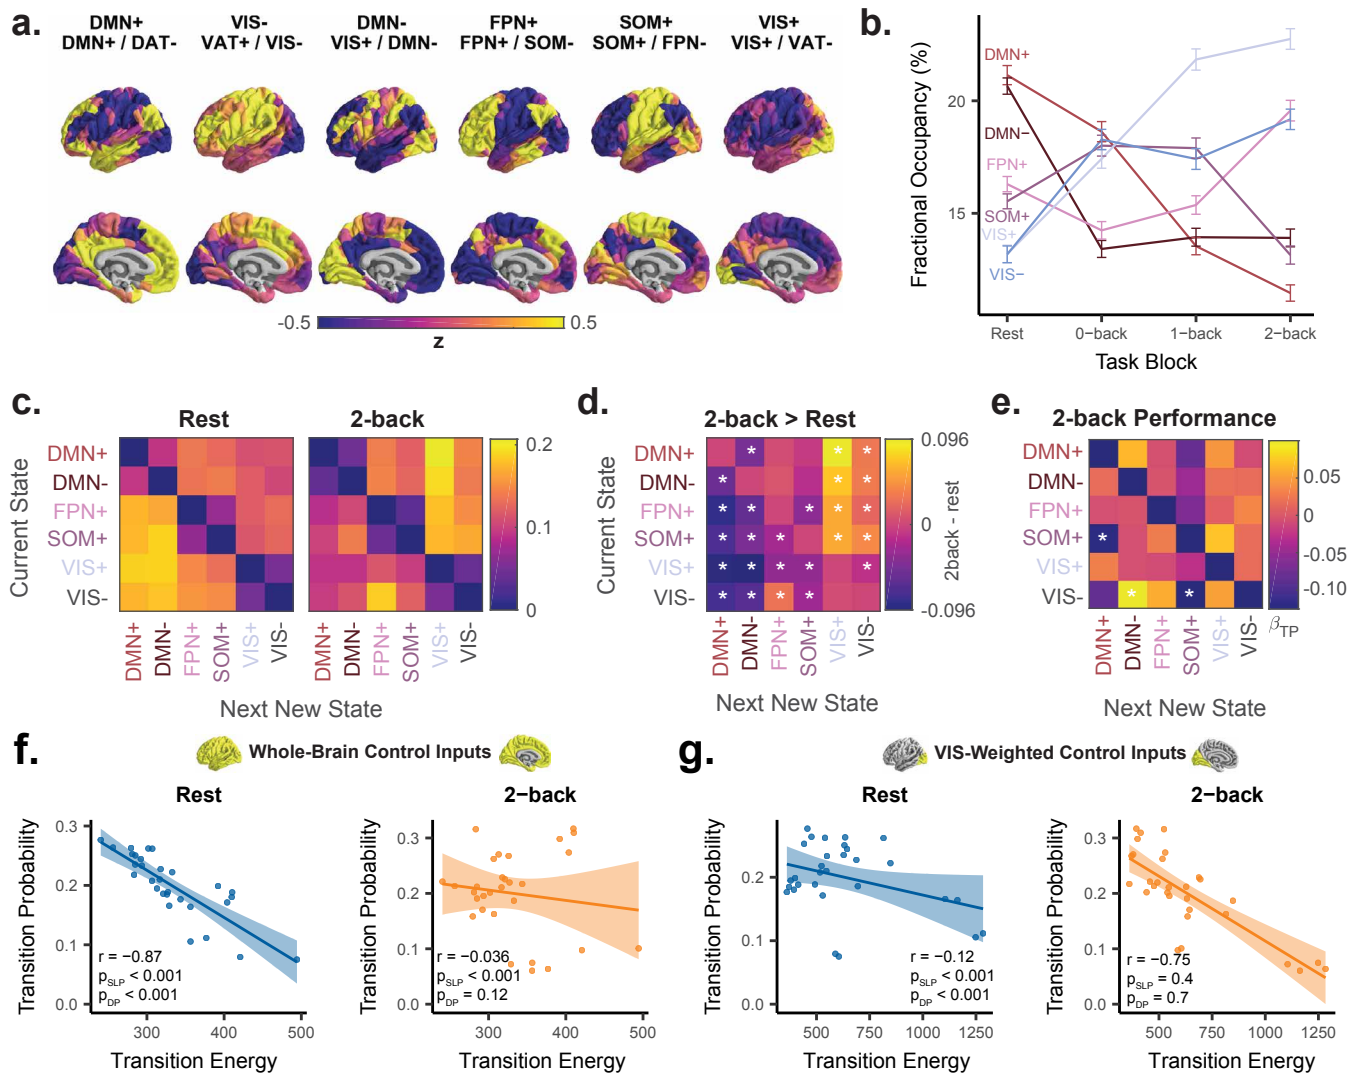 a.
DMN+ VIS- DMN- FPN+ SOM+ VIS+
DMN+ / DAT- VAT+ / VIS- VIS+ / DMN- FPN+ / SOM- SOM+ / FPN- VIS+ / VAT-
-0.5 0.5
z
b.
Fractional Occupancy (%)
20
15
DMN+
DMN−
FPN+
SOM+
VIS+
VIS−
Rest 0−back 1−back 2−back
Task Block
c.
Rest 2-back
Current State
DMN+
DMN-
FPN+
SOM+
VIS+
VIS-
DMN+ DMN- FPN+ SOM+ VIS+ VIS- DMN+ DMN- FPN+ SOM+ VIS+ VIS-
0.2
0.1
0
Next New State
d.
2-back > Rest
Current State
DMN+
DMN-
FPN+
SOM+
VIS+
VIS-
* * *
* * *
* * * * *
* * * * *
* * * * *
* * * *
DMN+ DMN- FPN+ SOM+ VIS+ VIS-
0.096
0
-0.096
2back - rest
Next New State
e.
2-back Performance
DMN+
DMN-
FPN+
SOM+
VIS+
VIS-
*
* *
DMN+ DMN- FPN+ SOM+ VIS+ VIS-
0.05
0
-0.05
-0.10
βTP
Next New State
f.
Whole-Brain Control Inputs
Rest
Transition Probability
0.3
0.2
0.1
0.0
r = −0.87
pSLP < 0.001
pDP < 0.001
300 400 500
Transition Energy
2−back
Transition Probability
0.3
0.2
0.1
0.0
r = −0.036
pSLP < 0.001
pDP = 0.12
300 400 500
Transition Energy
g.
VIS-Weighted Control Inputs
Rest
Transition Probability
0.2
0.1
0.0
r = −0.12
pSLP < 0.001
pDP < 0.001
500 750 1000 1250
Transition Energy
2−back
Transition Probability
0.3
0.2
0.1
0.0
r = −0.75
pSLP = 0.4
pDP = 0.7
500 750 1000 1250
Transition Energy